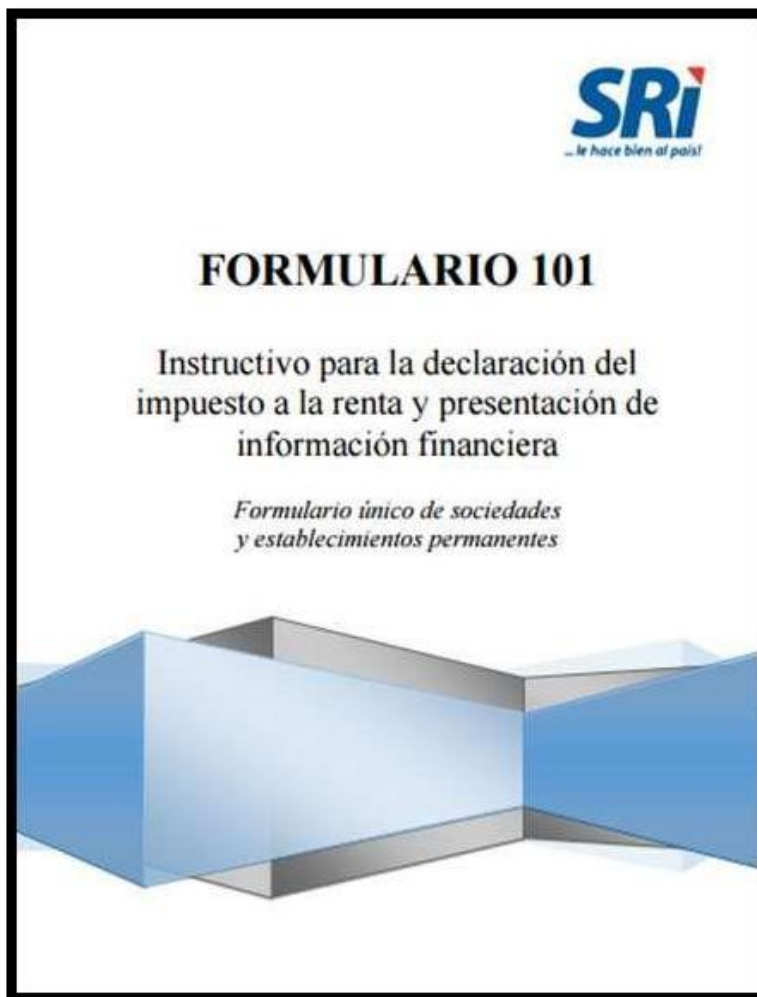 SRi
...le hace bien al país!
FORMULARIO 101
Instructivo para la declaración del
impuesto a la renta y presentación de
información financiera
Formulario único de sociedades
y establecimientos permanentes